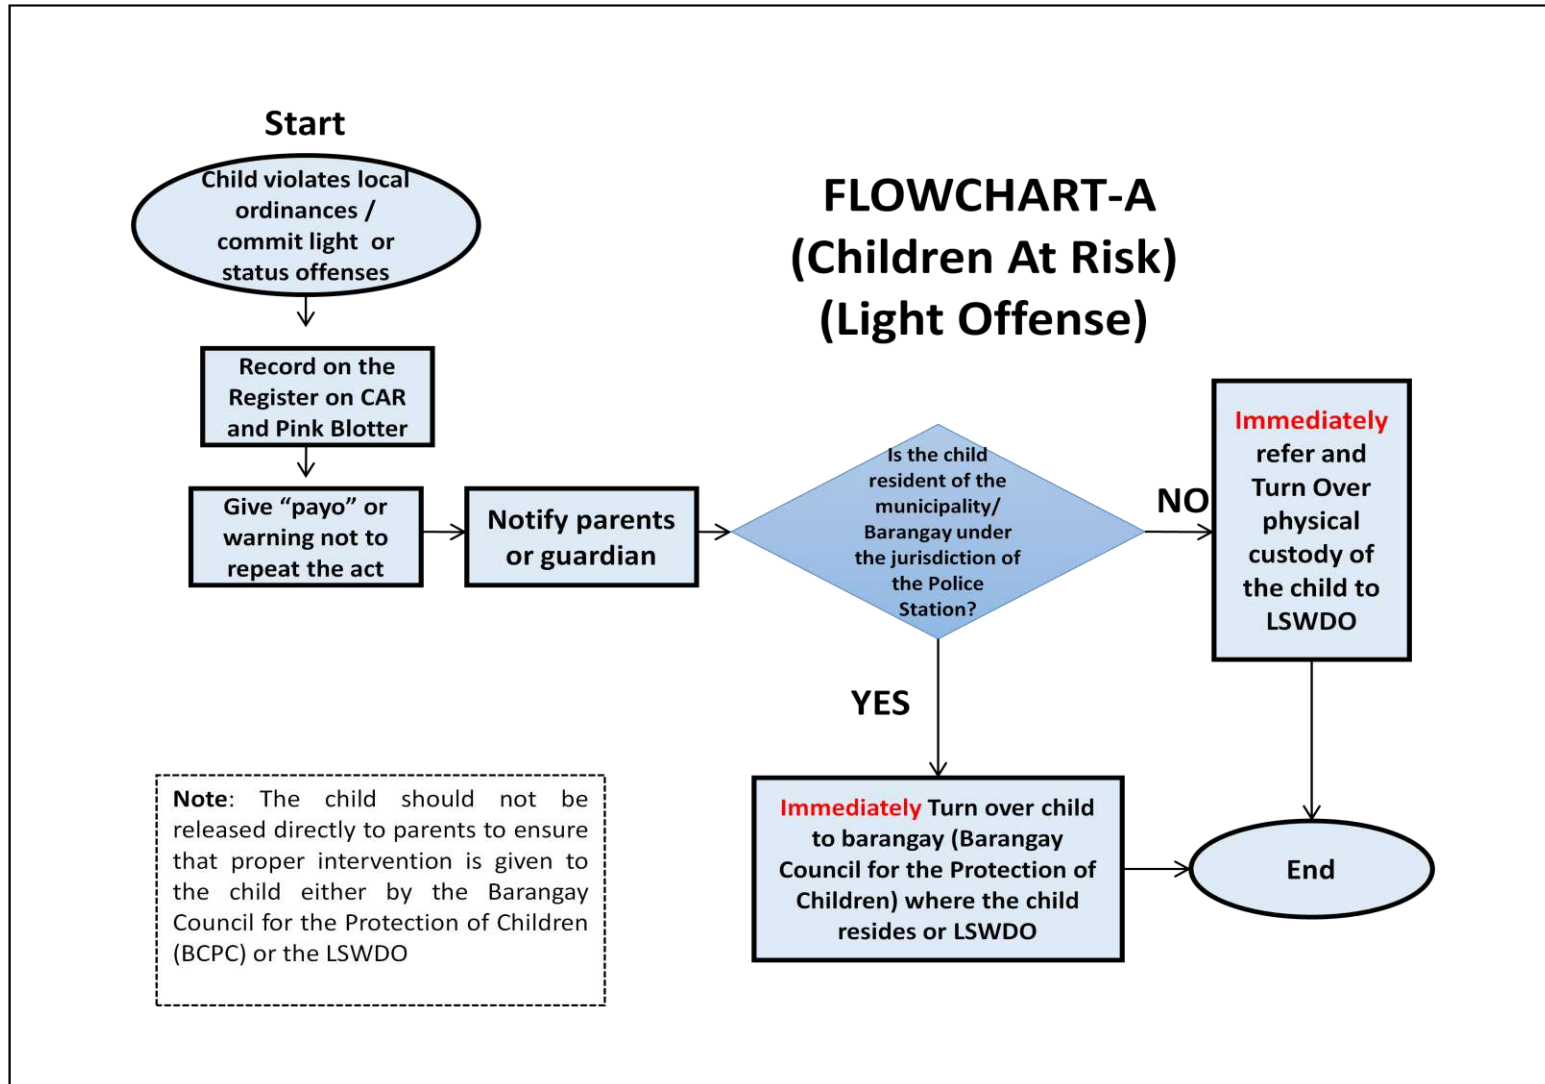 Start
Child violates local
ordinances /
commit light or
status offenses
FLOWCHART-A
(Children At Risk)
(Light Offense)
Record on the
Register on CAR
and Pink Blotter
Give “payo” or
warning not to
repeat the act
Notify parents
or guardian
Is the child
resident of the
municipality/
Barangay under
the jurisdiction of
the Police
Station?
NO
Immediately
refer and
Turn Over
physical
custody of
the child to
LSWDO
YES
Immediately Turn over child
to barangay (Barangay
Council for the Protection of
Children) where the child
resides or LSWDO
End
Note: The child should not be
released directly to parents to ensure
that proper intervention is given to
the child either by the Barangay
Council for the Protection of Children
(BCPC) or the LSWDO